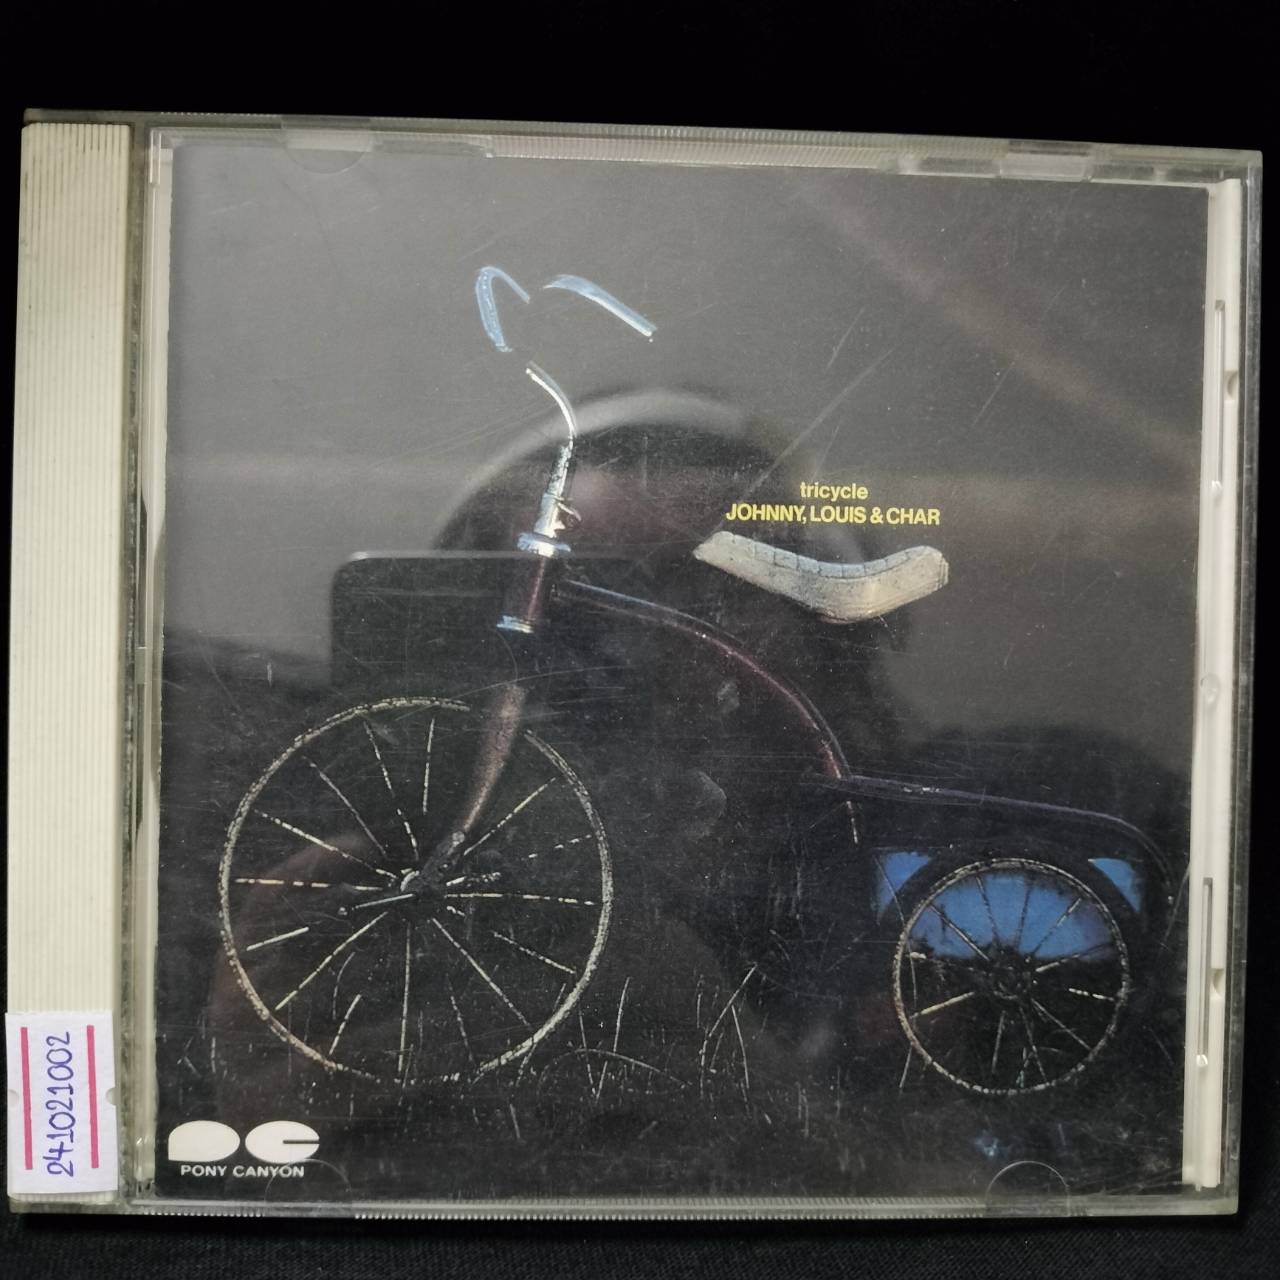 tricycle
JOHNNY, LOUIS & CHAR
241021002
PONY CANYON